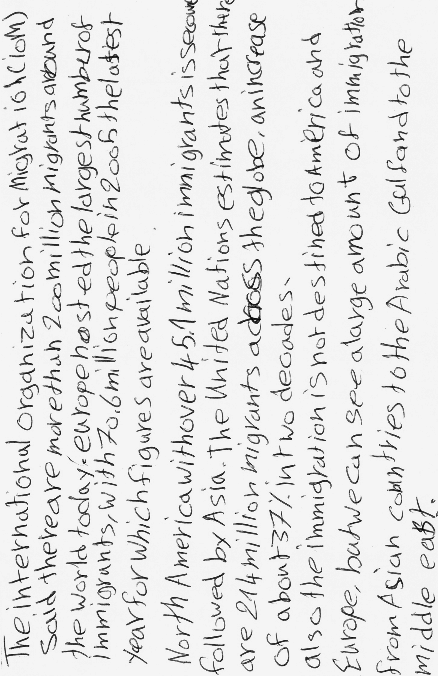 The international organization for Migration (IoM)
Said there are more than 200 million migrants around
the world today. europe hosted the largest number of
immigrants, with 70.6 million people in 2005 the latest
year for which figures are available.
North America with over 45.1 million immigrants is second
followed by Asia. The United Nations estimates that there
are 214 million migrants across the globe, an increase
of about 37% in two decades.
also the immigration is not destined to America and
Europe, but we can see a large amount of immigration
from Asian countries to the Arabic Gulf and to the
middle east.